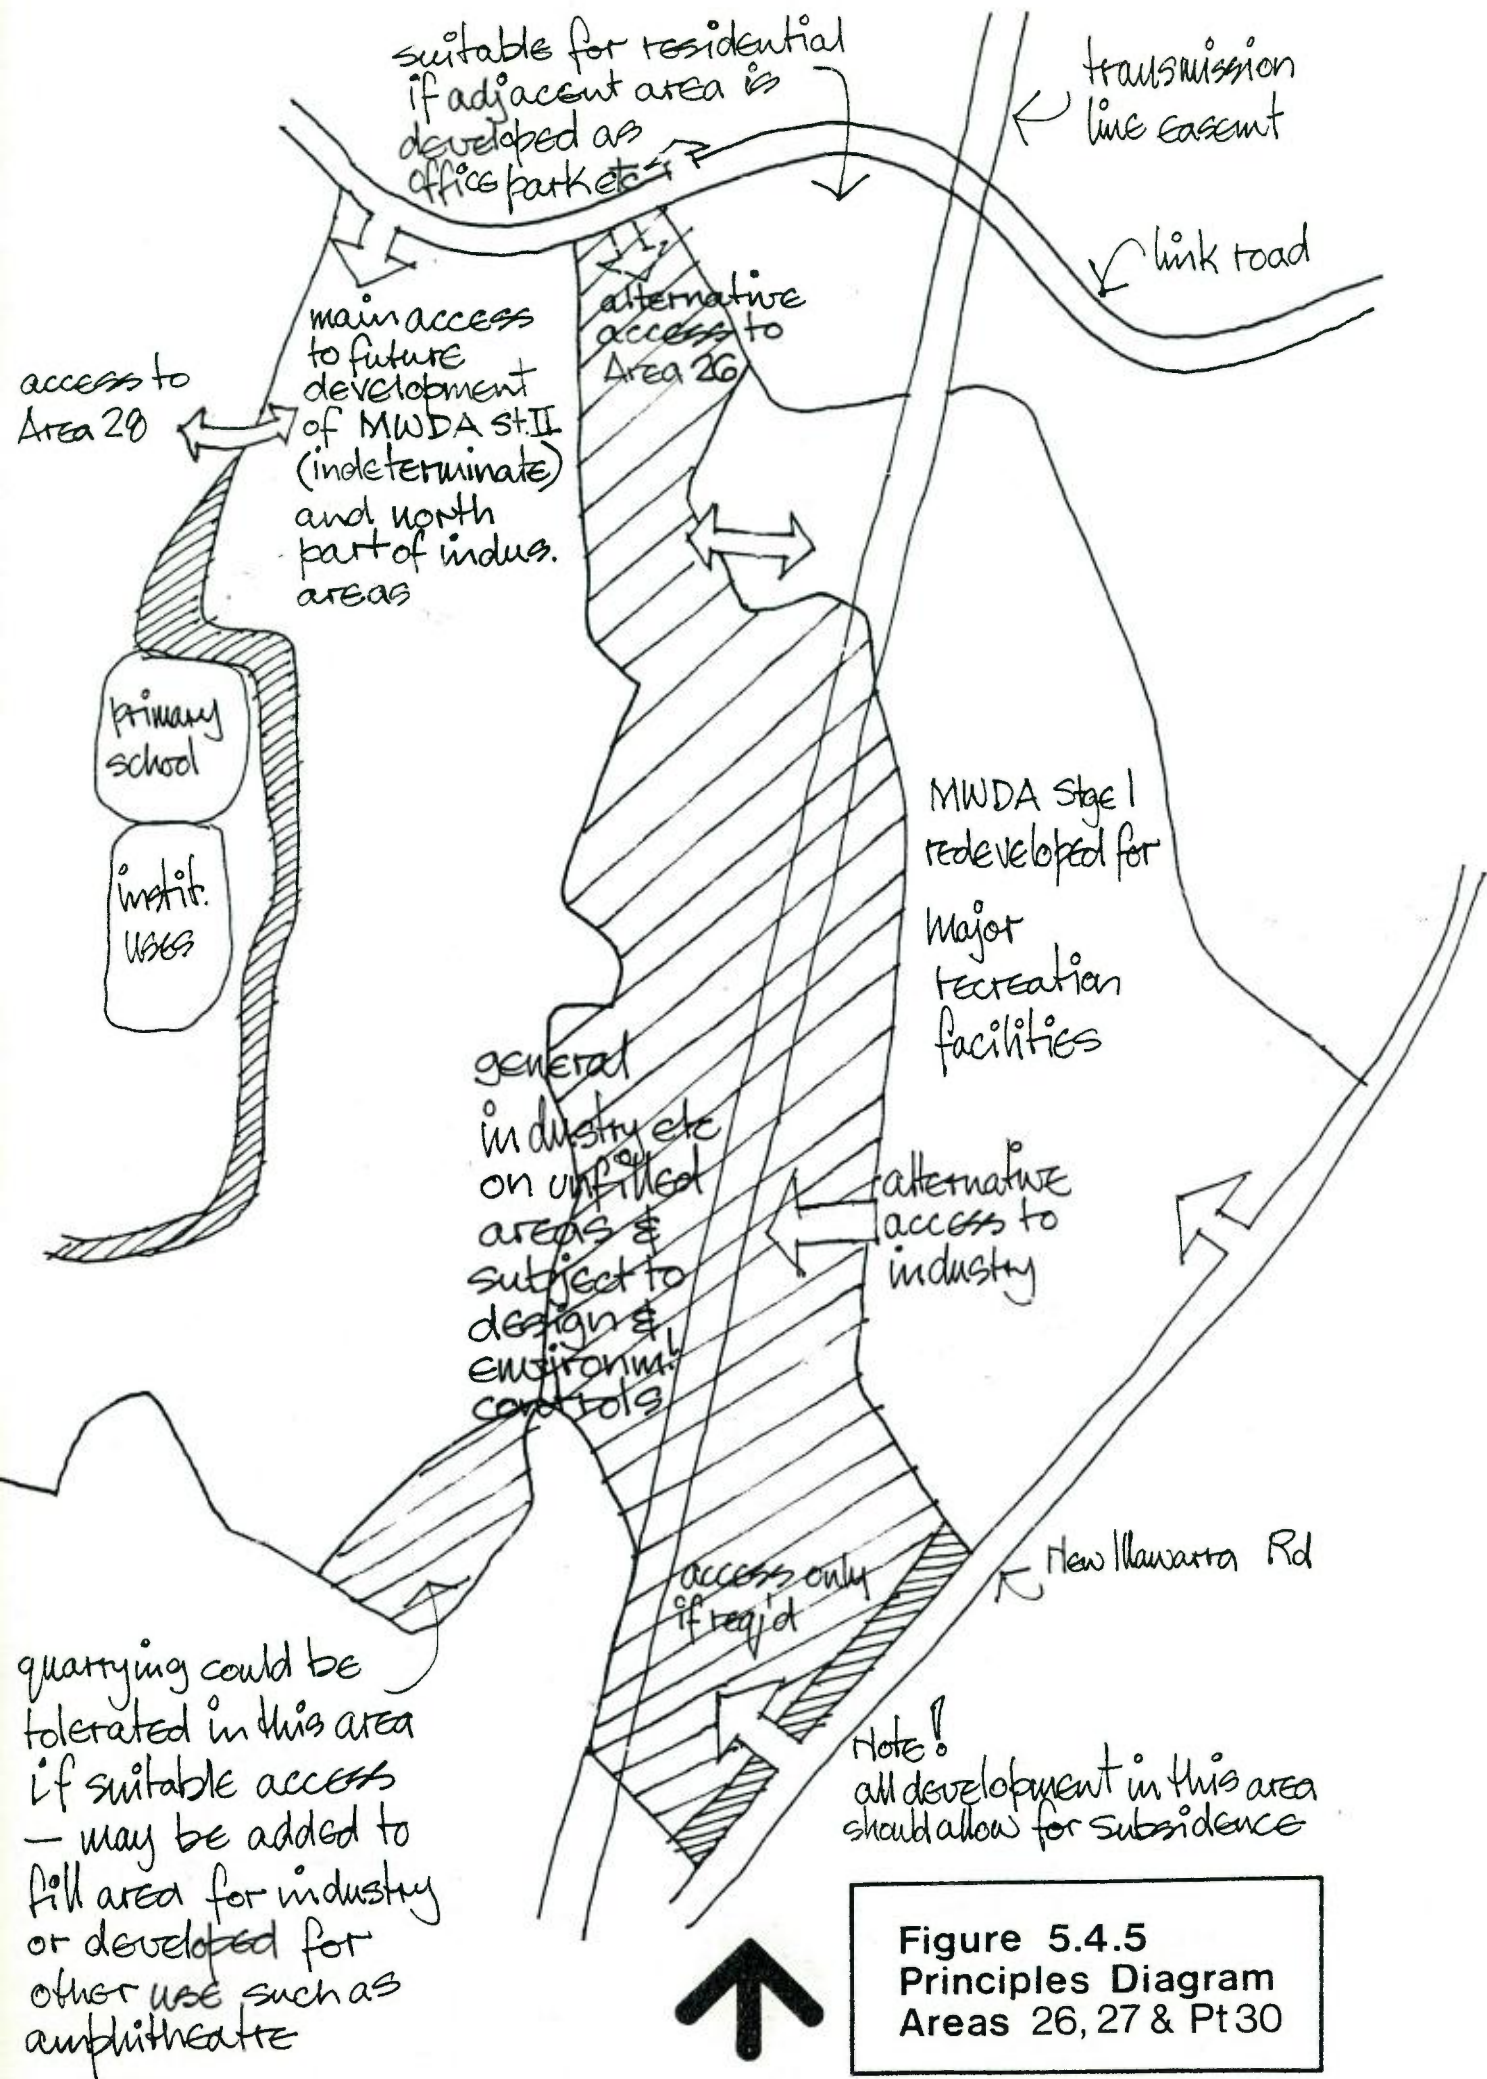 suitable for residential
if adjacent area is
developed as
office park etc
transmission
line easemt
link road
main access
to future
development
of MWDA St. II
(indeterminate)
and north
part of indus.
areas
alternative
access to
Area 26
access to
Area 28
primary
school
instit.
uses
MWDA Stge 1
redeveloped for
major
recreation
facilities
general
industry etc
on unfilled
areas &
subject to
design &
environm!
controls
alternative
access to
industry
New Illawarra Rd
access only
if req'd
quarrying could be
tolerated in this area
if suitable access
— may be added to
fill area for industry
or developed for
other use such as
amphitheatre
Note!
all development in this area
should allow for subsidence
Figure 5.4.5
Principles Diagram
Areas 26, 27 & Pt 30